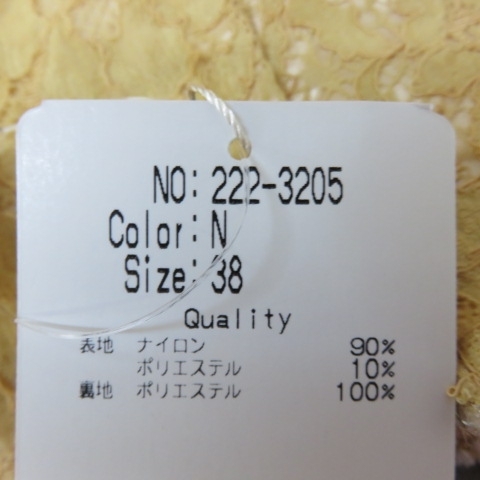 NO: 222-3205
Color: N
Size: 38
Quality
表地 ナイロン 90%
ポリエステル 10%
裏地 ポリエステル 100%